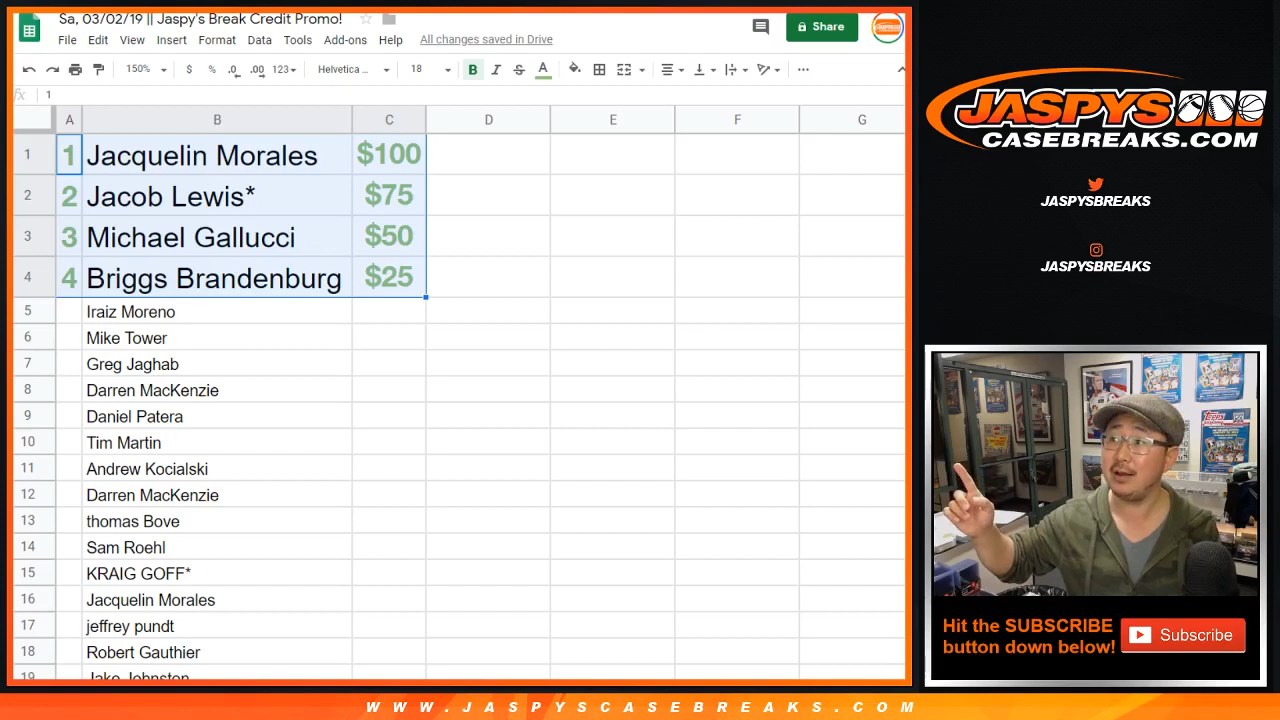 Sa, 03/02/19 || Jaspy's Break Credit Promo!
File Edit View Insert Format Data Tools Add-ons Help All changes saved in Drive
Share
150% $ % .0 .00 123 Helvetica ... 18 B I S A
fx 1
A B C D E F G
1 1 Jacquelin Morales $100
2 2 Jacob Lewis* $75
3 3 Michael Gallucci $50
4 4 Briggs Brandenburg $25
5 Iraiz Moreno
6 Mike Tower
7 Greg Jaghab
8 Darren MacKenzie
9 Daniel Patera
10 Tim Martin
11 Andrew Kocialski
12 Darren MacKenzie
13 thomas Bove
14 Sam Roehl
15 KRAIG GOFF*
16 Jacquelin Morales
17 jeffrey pundt
18 Robert Gauthier
19 Jake Johnston
JASPYS
CASEBREAKS.COM
JASPYSBREAKS
JASPYSBREAKS
Hit the SUBSCRIBE
button down below!
Subscribe
WWW.JASPYSCASEBREAKS.COM